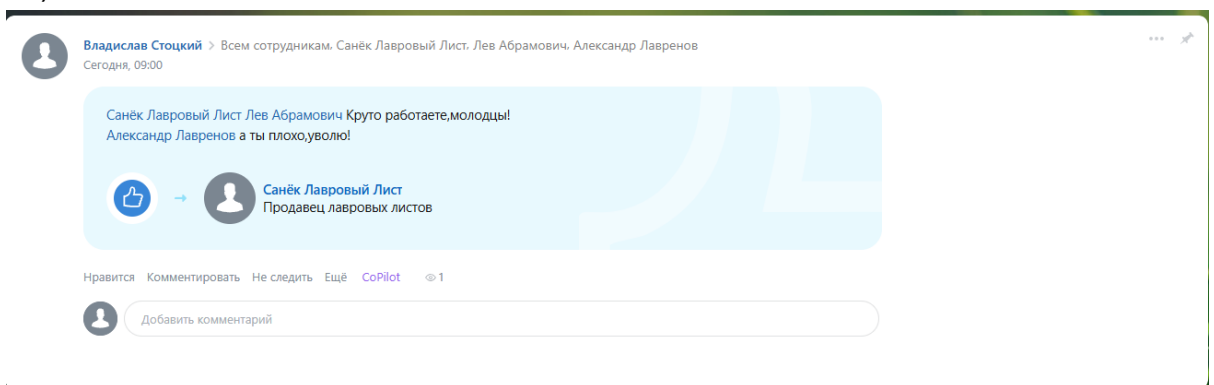 Владислав Стоцкий > Всем сотрудникам, Санёк Лавровый Лист, Лев Абрамович, Александр Лавренов
Сегодня, 09:00
Санёк Лавровый Лист Лев Абрамович Круто работаете,молодцы!
Александр Лавренов а ты плохо,уволю!
Санёк Лавровый Лист
Продавец лавровых листов
Нравится Комментировать Не следить Ещё CoPilot 1
Добавить комментарий